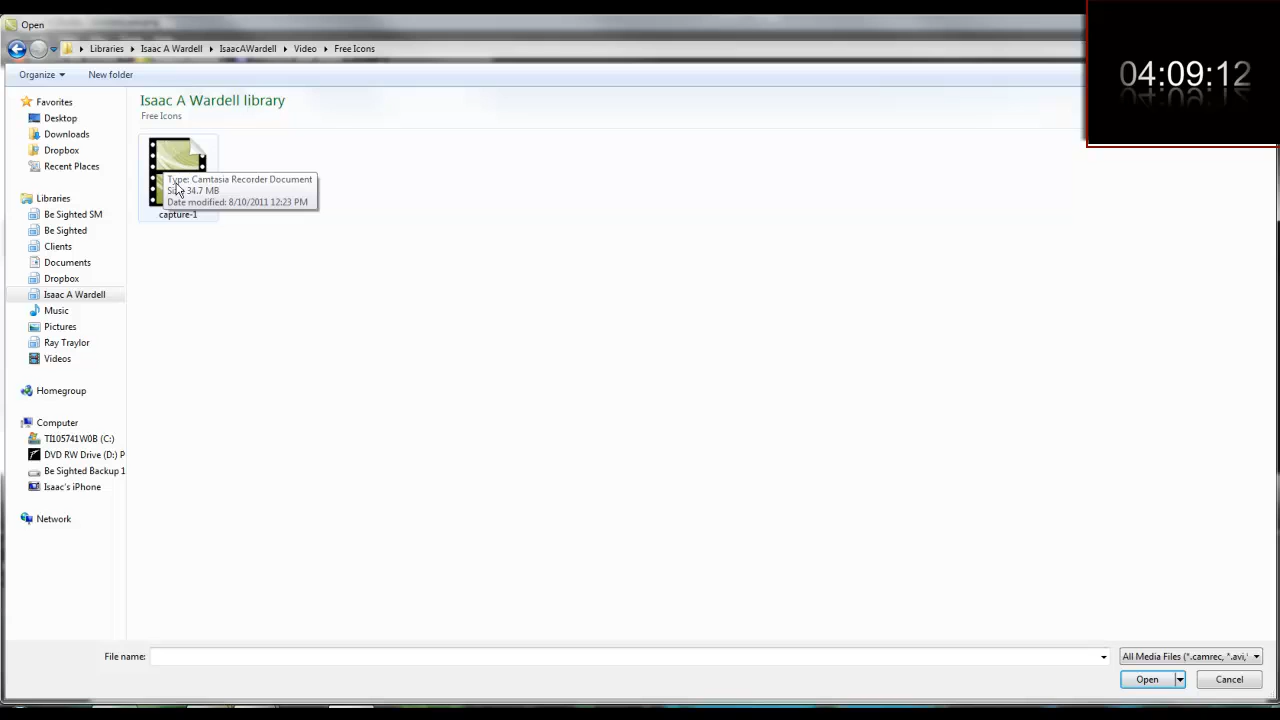 Open
04:09:12
Libraries Isaac A Wardell IsaacAWardell Video Free Icons
Organize New folder
Isaac A Wardell library
Free Icons
Favorites
Desktop
Downloads
Dropbox
Recent Places
Type: Camtasia Recorder Document
34.7 MB
Date modified: 8/10/2011 12:23 PM
capture-1
Libraries
Be Sighted SM
Be Sighted
Clients
Documents
Dropbox
Isaac A Wardell
Music
Pictures
Ray Traylor
Videos
Homegroup
Computer
TI105741W0B (C:)
DVD RW Drive (D:) P
Be Sighted Backup 1
Isaac's iPhone
Network
File name:
All Media Files (*.camrec, *.avi,
Open Cancel